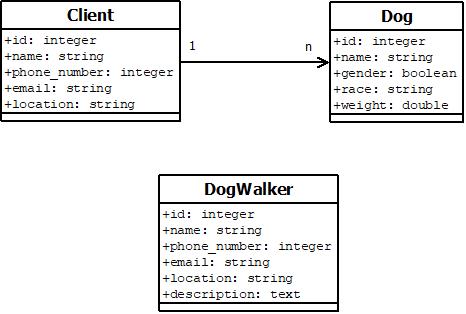 Client
+id: integer
+name: string
+phone_number: integer
+email: string
+location: string
1
n
Dog
+id: integer
+name: string
+gender: boolean
+race: string
+weight: double
DogWalker
+id: integer
+name: string
+phone_number: integer
+email: string
+location: string
+description: text